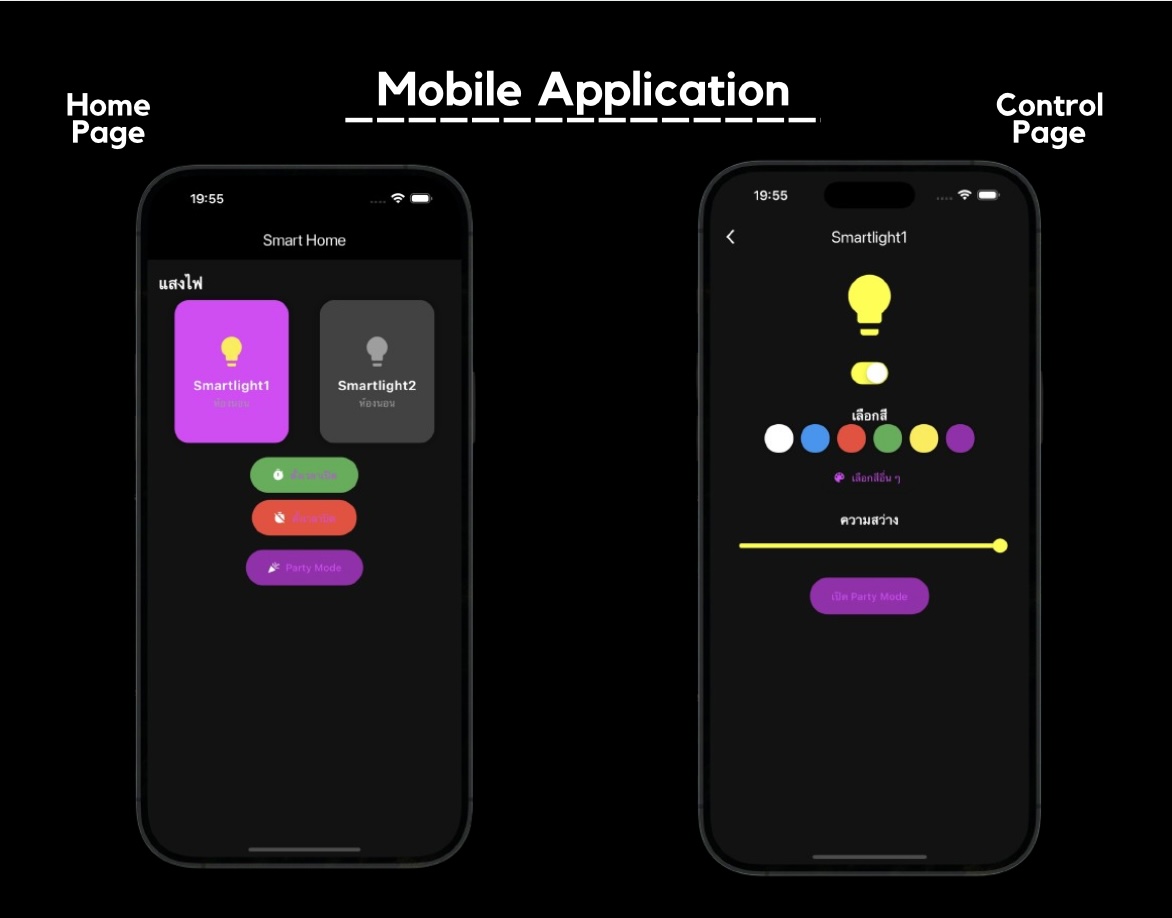 Mobile Application
Home
Page
19:55
Smart Home
แสงไฟ
Smartlight1
ห้องนอน
Smartlight2
ห้องนอน
Party Mode
Control
Page
19:55
Smartlight1
เลือกสี
เลือกสีอื่น ๆ
ความสว่าง
เปิด Party Mode